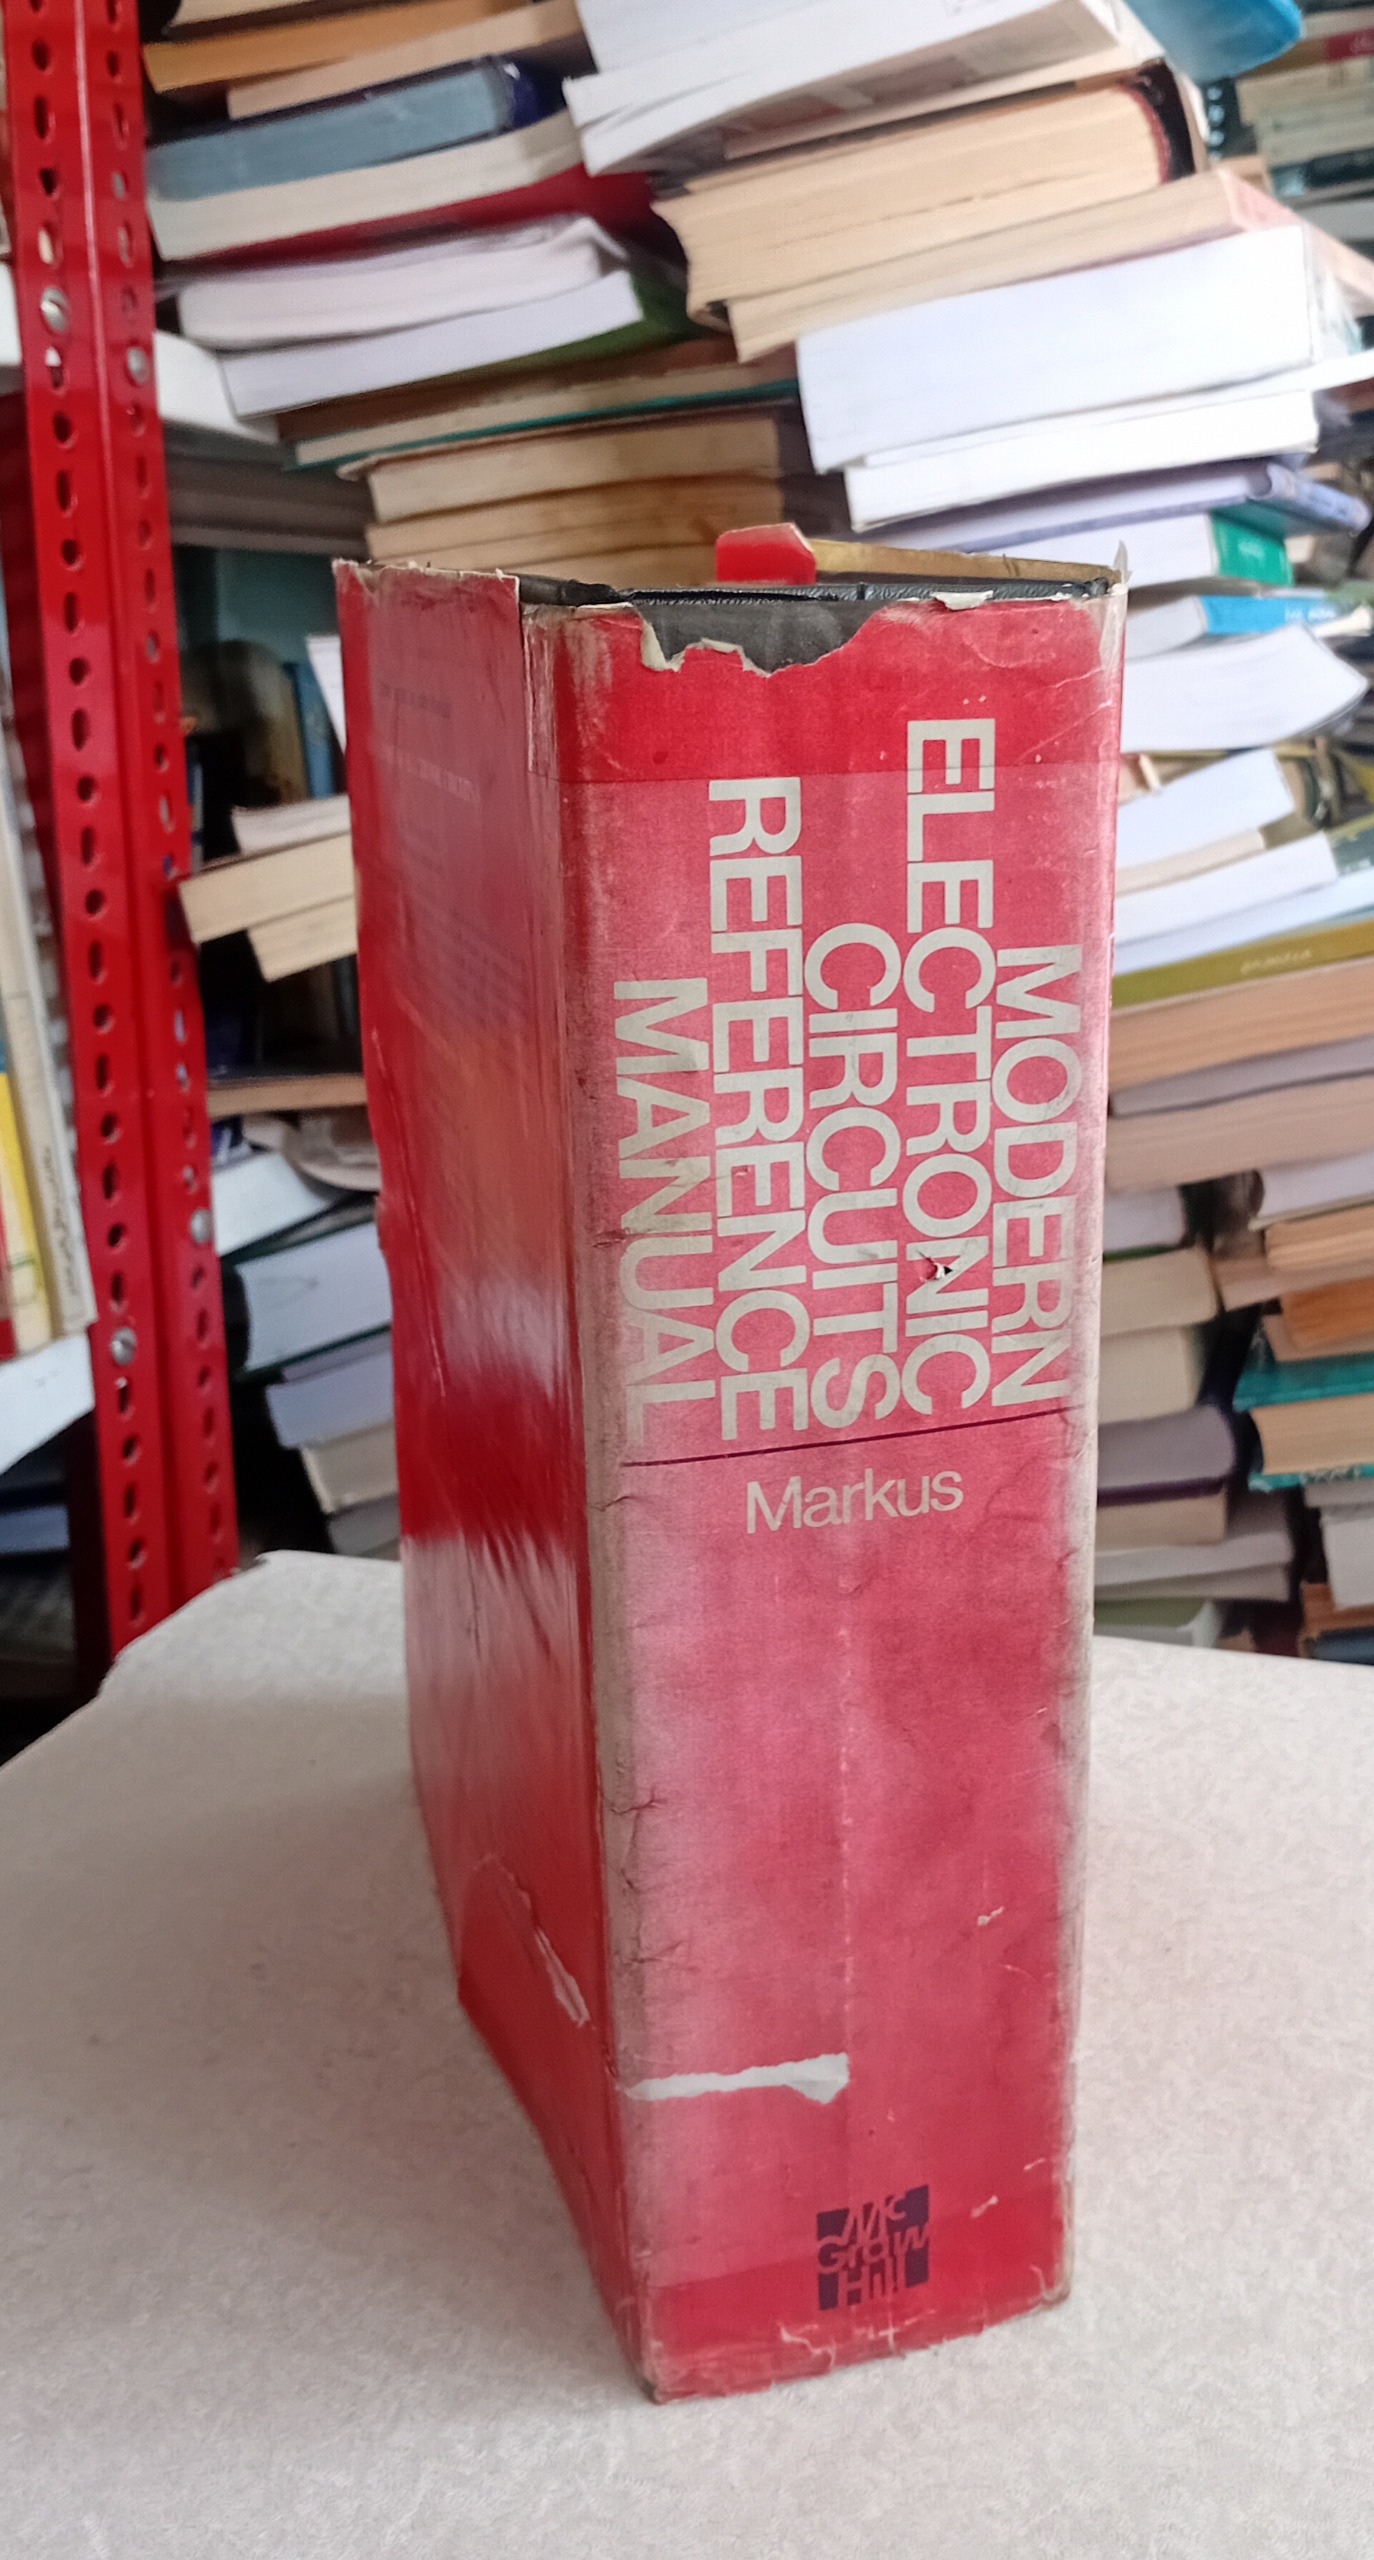 MODERN
ELECTRONIC
CIRCUITS
REFERENCE
MANUAL
Markus
Mc
Graw
Hill